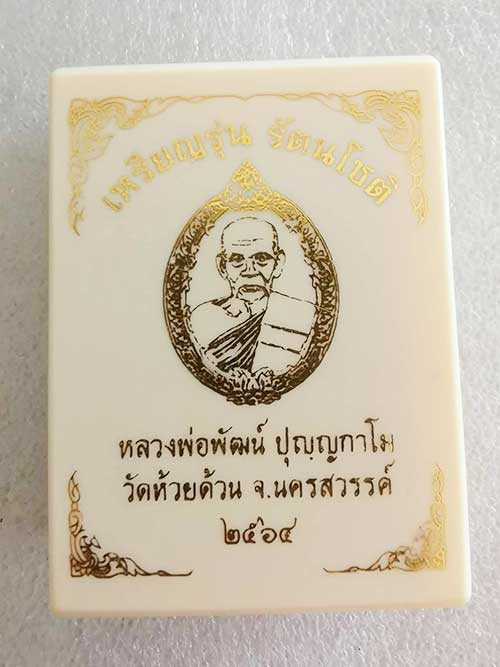 เหรียญรุ่น รัตนโชติ
หลวงพ่อพัฒน์ ปุญฺญกาโม
วัดห้วยด้วน จ.นครสวรรค์
๒๕๖๔